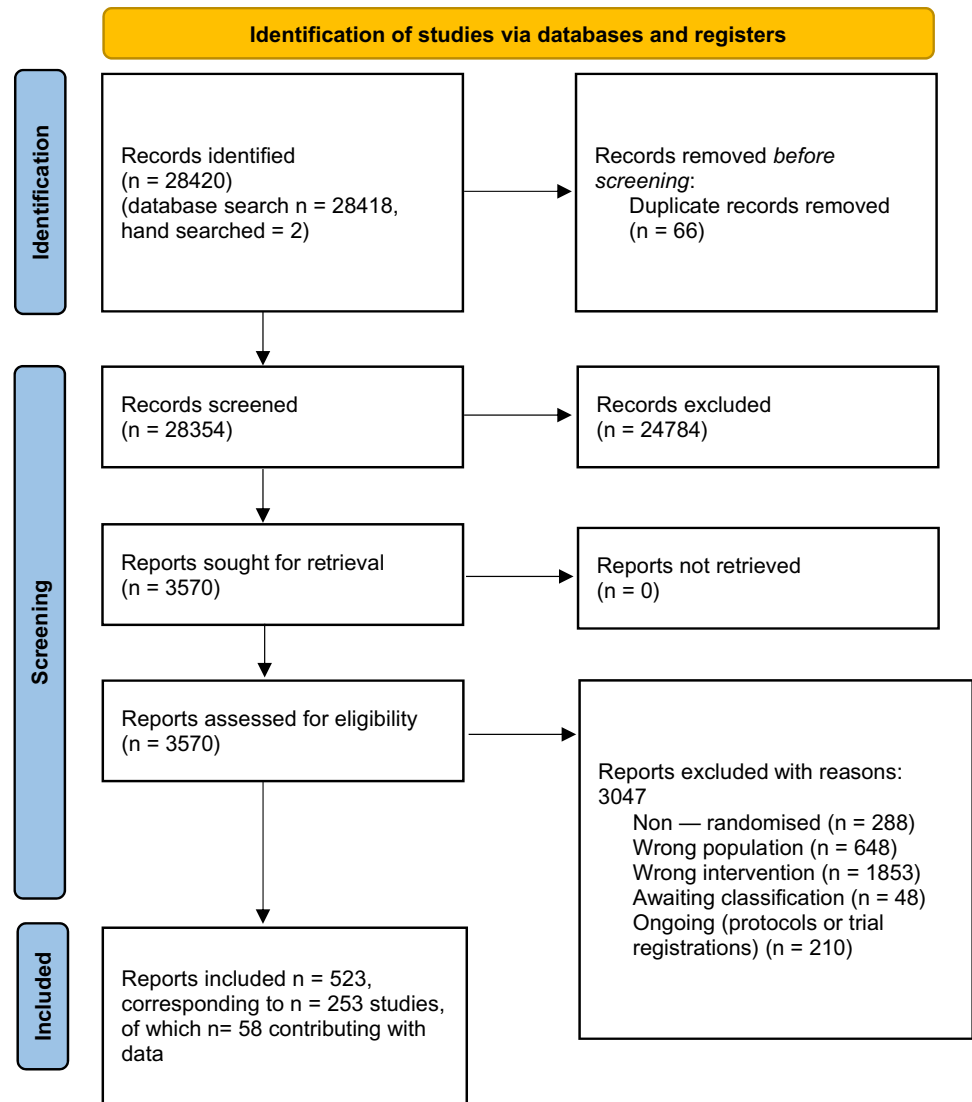 Identification of studies via databases and registers
Identification
Records identified
(n = 28420)
(database search n = 28418,
hand searched = 2)
Records removed before
screening:
Duplicate records removed
(n = 66)
Screening
Records screened
(n = 28354)
Records excluded
(n = 24784)
Reports sought for retrieval
(n = 3570)
Reports not retrieved
(n = 0)
Reports assessed for eligibility
(n = 3570)
Reports excluded with reasons:
3047
Non — randomised (n = 288)
Wrong population (n = 648)
Wrong intervention (n = 1853)
Awaiting classification (n = 48)
Ongoing (protocols or trial
registrations) (n = 210)
Included
Reports included n = 523,
corresponding to n = 253 studies,
of which n= 58 contributing with
data